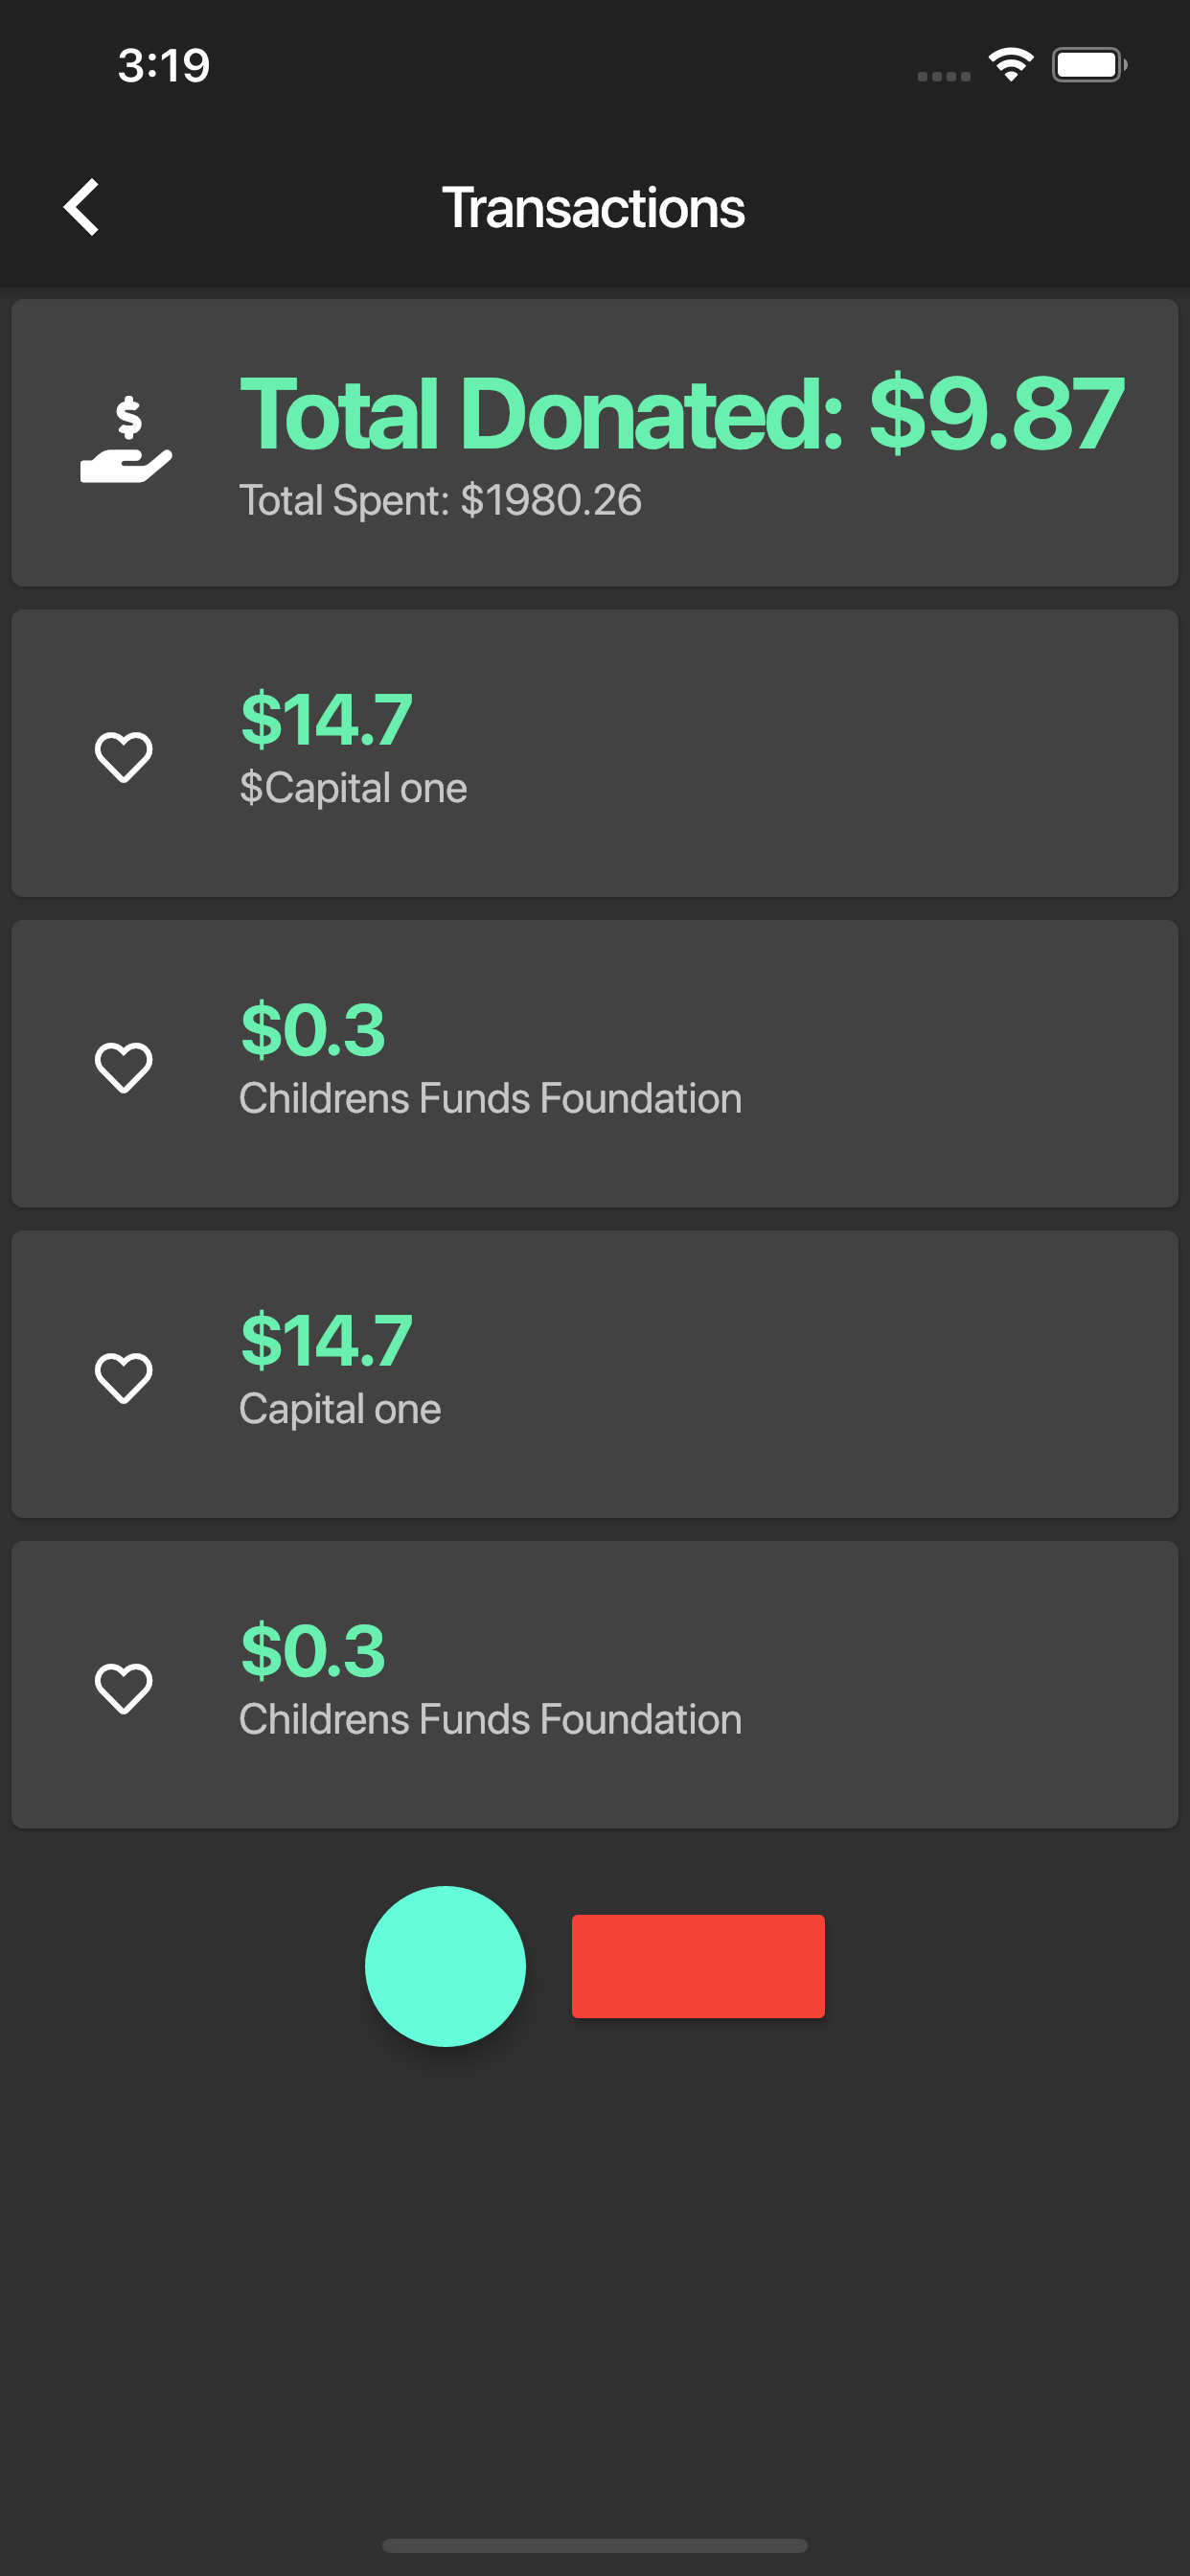 3:19
Transactions
$
Total Donated: $9.87
Total Spent: $1980.26
$14.7
$Capital one
$0.3
Childrens Funds Foundation
$14.7
Capital one
$0.3
Childrens Funds Foundation